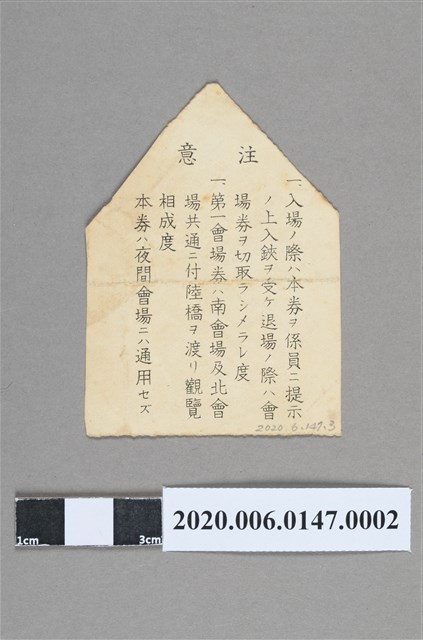 注意
一、入場ノ際ハ本券ヲ係員ニ提示
ノ上入鋏ヲ受ケ退場ノ際ハ會
場券ヲ切取ラシメラレ度
一、第一會場券ハ南會場及北會
場共通ニ付陸橋ヲ渡リ觀覽
相成度
本券ハ夜間會場ニハ通用セズ
2020.6.147.3
1cm
3cm
2020.006.0147.0002